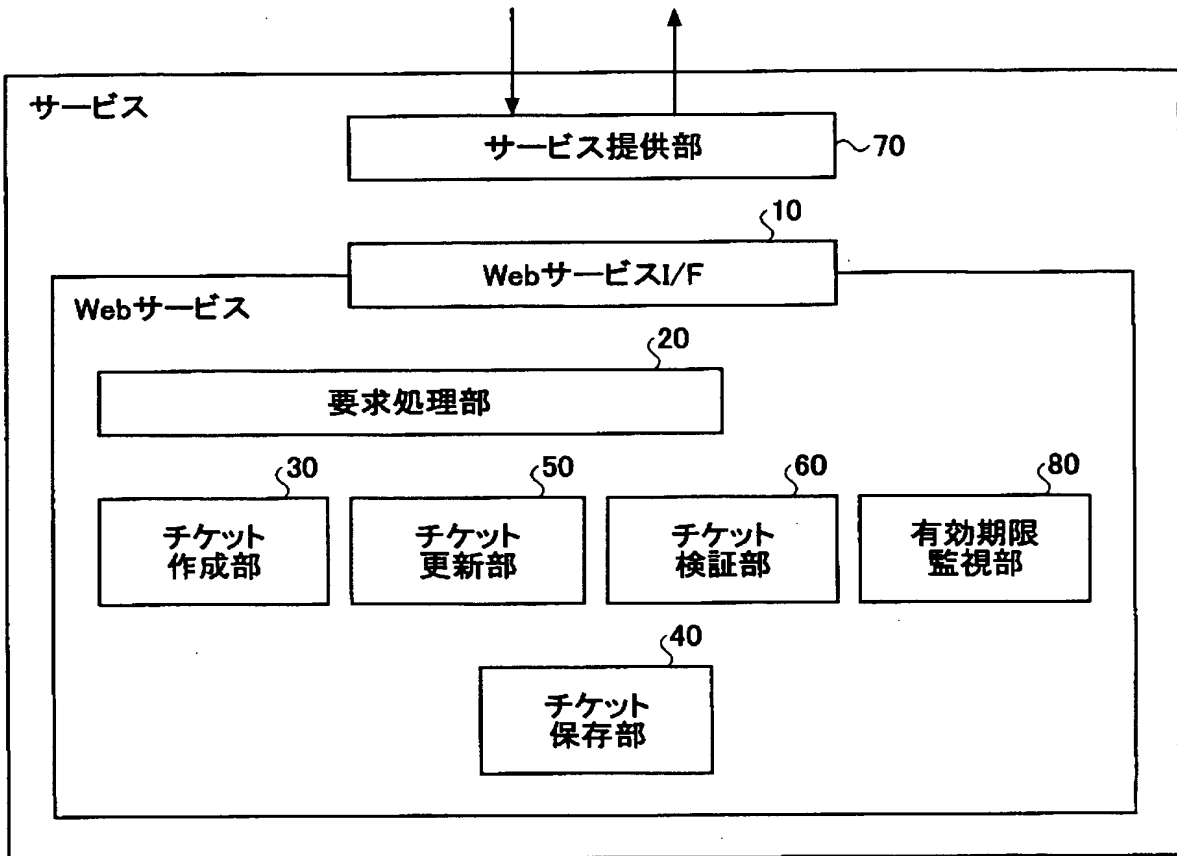 サービス
サービス提供部
70
10
WebサービスI/F
Webサービス
20
要求処理部
30
50
60
80
チケット
作成部
チケット
更新部
チケット
検証部
有効期限
監視部
40
チケット
保存部